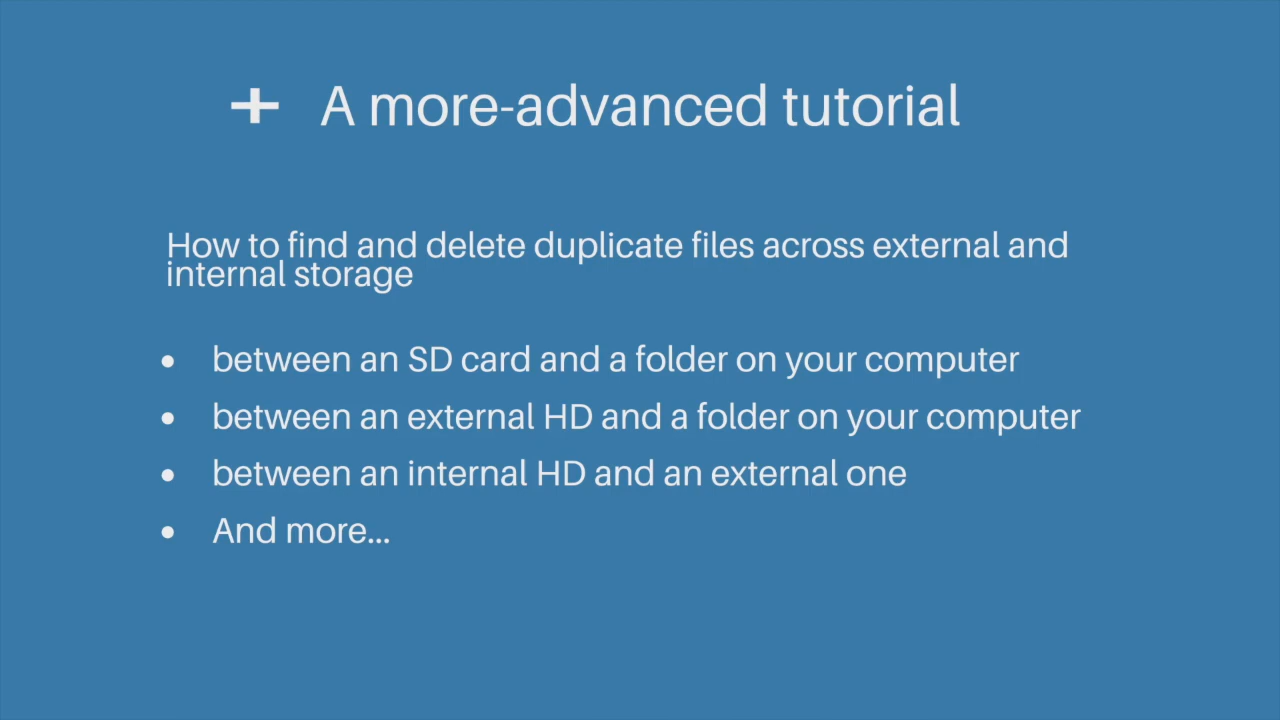 + A more-advanced tutorial
How to find and delete duplicate files across external and
internal storage
• between an SD card and a folder on your computer
• between an external HD and a folder on your computer
• between an internal HD and an external one
• And more...